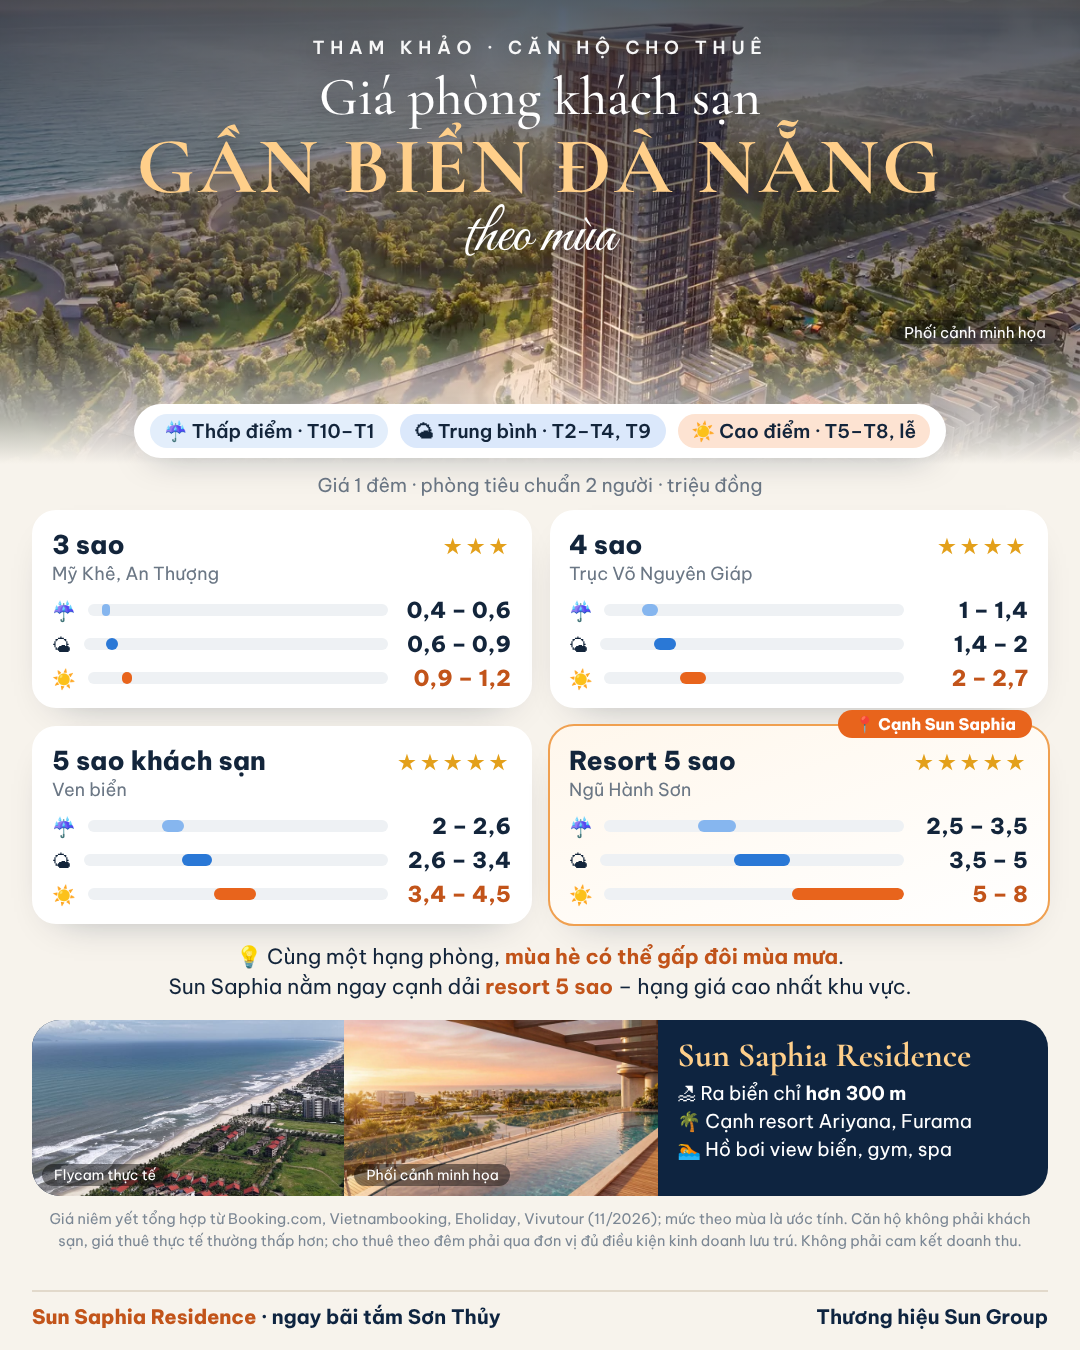 THAM KHẢO · CĂN HỘ CHO THUÊ
Giá phòng khách sạn
GẦN BIỂN ĐÀ NẴNG
theo mùa
Phối cảnh minh họa
☔ Thấp điểm · T10–T1
🌤 Trung bình · T2–T4, T9
☀️ Cao điểm · T5–T8, lễ
Giá 1 đêm · phòng tiêu chuẩn 2 người · triệu đồng
3 sao ★★★
Mỹ Khê, An Thượng
☔ 0,4 – 0,6
🌤 0,6 – 0,9
☀️ 0,9 – 1,2
4 sao ★★★★
Trục Võ Nguyên Giáp
☔ 1 – 1,4
🌤 1,4 – 2
☀️ 2 – 2,7
5 sao khách sạn ★★★★★
Ven biển
☔ 2 – 2,6
🌤 2,6 – 3,4
☀️ 3,4 – 4,5
📍 Cạnh Sun Saphia
Resort 5 sao ★★★★★
Ngũ Hành Sơn
☔ 2,5 – 3,5
🌤 3,5 – 5
☀️ 5 – 8
💡 Cùng một hạng phòng, mùa hè có thể gấp đôi mùa mưa.
Sun Saphia nằm ngay cạnh dải resort 5 sao – hạng giá cao nhất khu vực.
Flycam thực tế
Phối cảnh minh họa
Sun Saphia Residence
🏖 Ra biển chỉ hơn 300 m
🌴 Cạnh resort Ariyana, Furama
🏊 Hồ bơi view biển, gym, spa
Giá niêm yết tổng hợp từ Booking.com, Vietnambooking, Eholiday, Vivutour (11/2026); mức theo mùa là ước tính. Căn hộ không phải khách
sạn, giá thuê thực tế thường thấp hơn; cho thuê theo đêm phải qua đơn vị đủ điều kiện kinh doanh lưu trú. Không phải cam kết doanh thu.
Sun Saphia Residence · ngay bãi tắm Sơn Thủy
Thương hiệu Sun Group